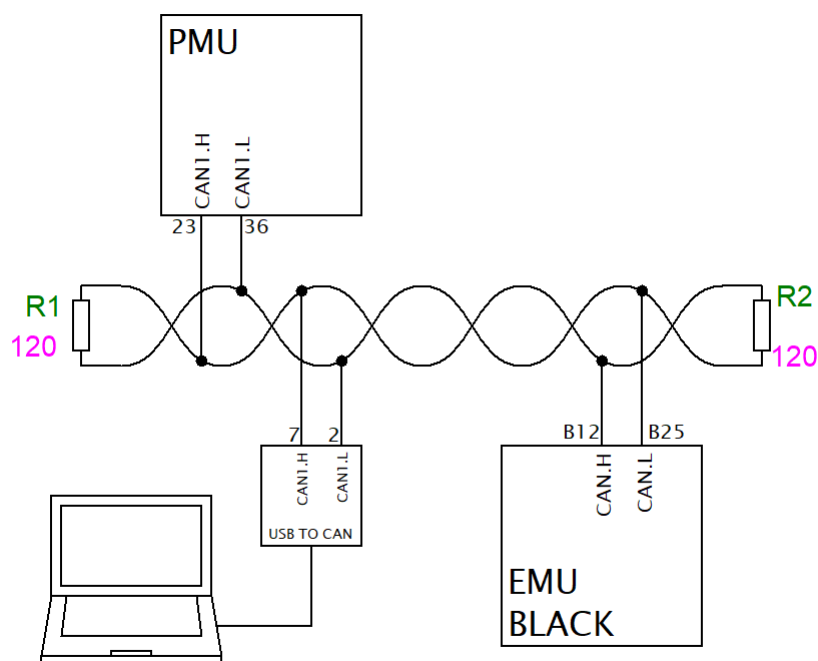 PMU
CAN1.H
CAN1.L
23
36
R1
120
R2
120
7
2
CAN1.H
CAN1.L
USB TO CAN
B12
B25
CAN.H
CAN.L
EMU
BLACK